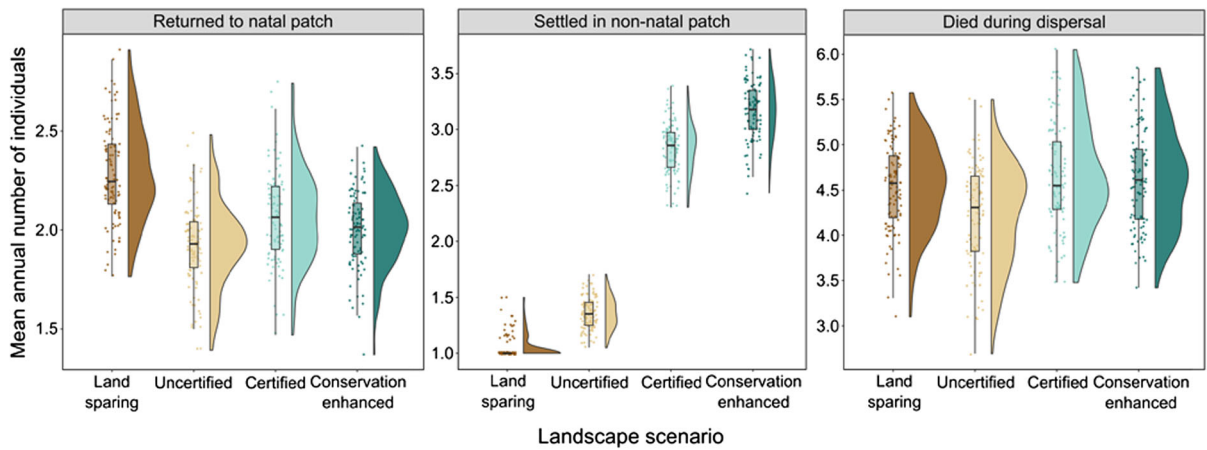 Returned to natal patch
Settled in non-natal patch
Died during dispersal
Mean annual number of individuals
2.5
2.0
1.5
3.5
3.0
2.5
2.0
1.5
1.0
6.0
5.5
5.0
4.5
4.0
3.5
3.0
Land sparing
Uncertified
Certified
Conservation enhanced
Land sparing
Uncertified
Certified
Conservation enhanced
Land sparing
Uncertified
Certified
Conservation enhanced
Landscape scenario